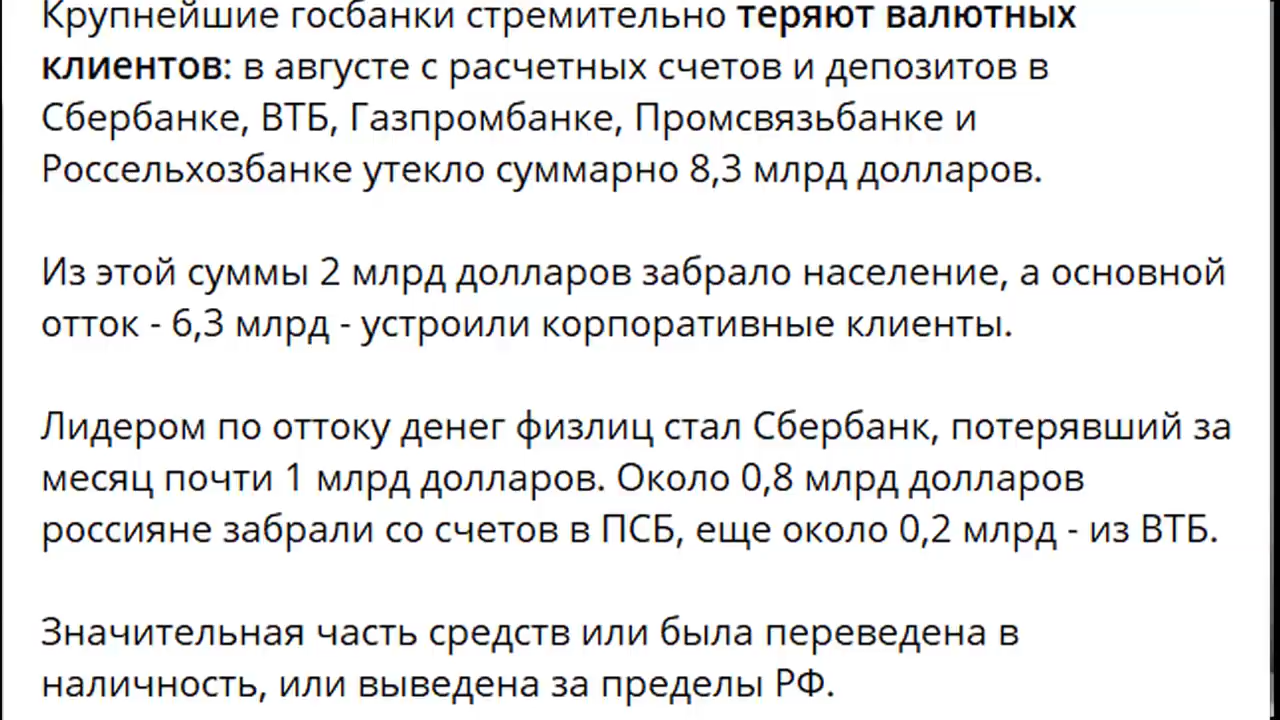 Крупнейшие госбанки стремительно теряют валютных
клиентов: в августе с расчетных счетов и депозитов в
Сбербанке, ВТБ, Газпромбанке, Промсвязьбанке и
Россельхозбанке утекло суммарно 8,3 млрд долларов.
Из этой суммы 2 млрд долларов забрало население, а основной
отток - 6,3 млрд - устроили корпоративные клиенты.
Лидером по оттоку денег физлиц стал Сбербанк, потерявший за
месяц почти 1 млрд долларов. Около 0,8 млрд долларов
россияне забрали со счетов в ПСБ, еще около 0,2 млрд - из ВТБ.
Значительная часть средств или была переведена в
наличность, или выведена за пределы РФ.